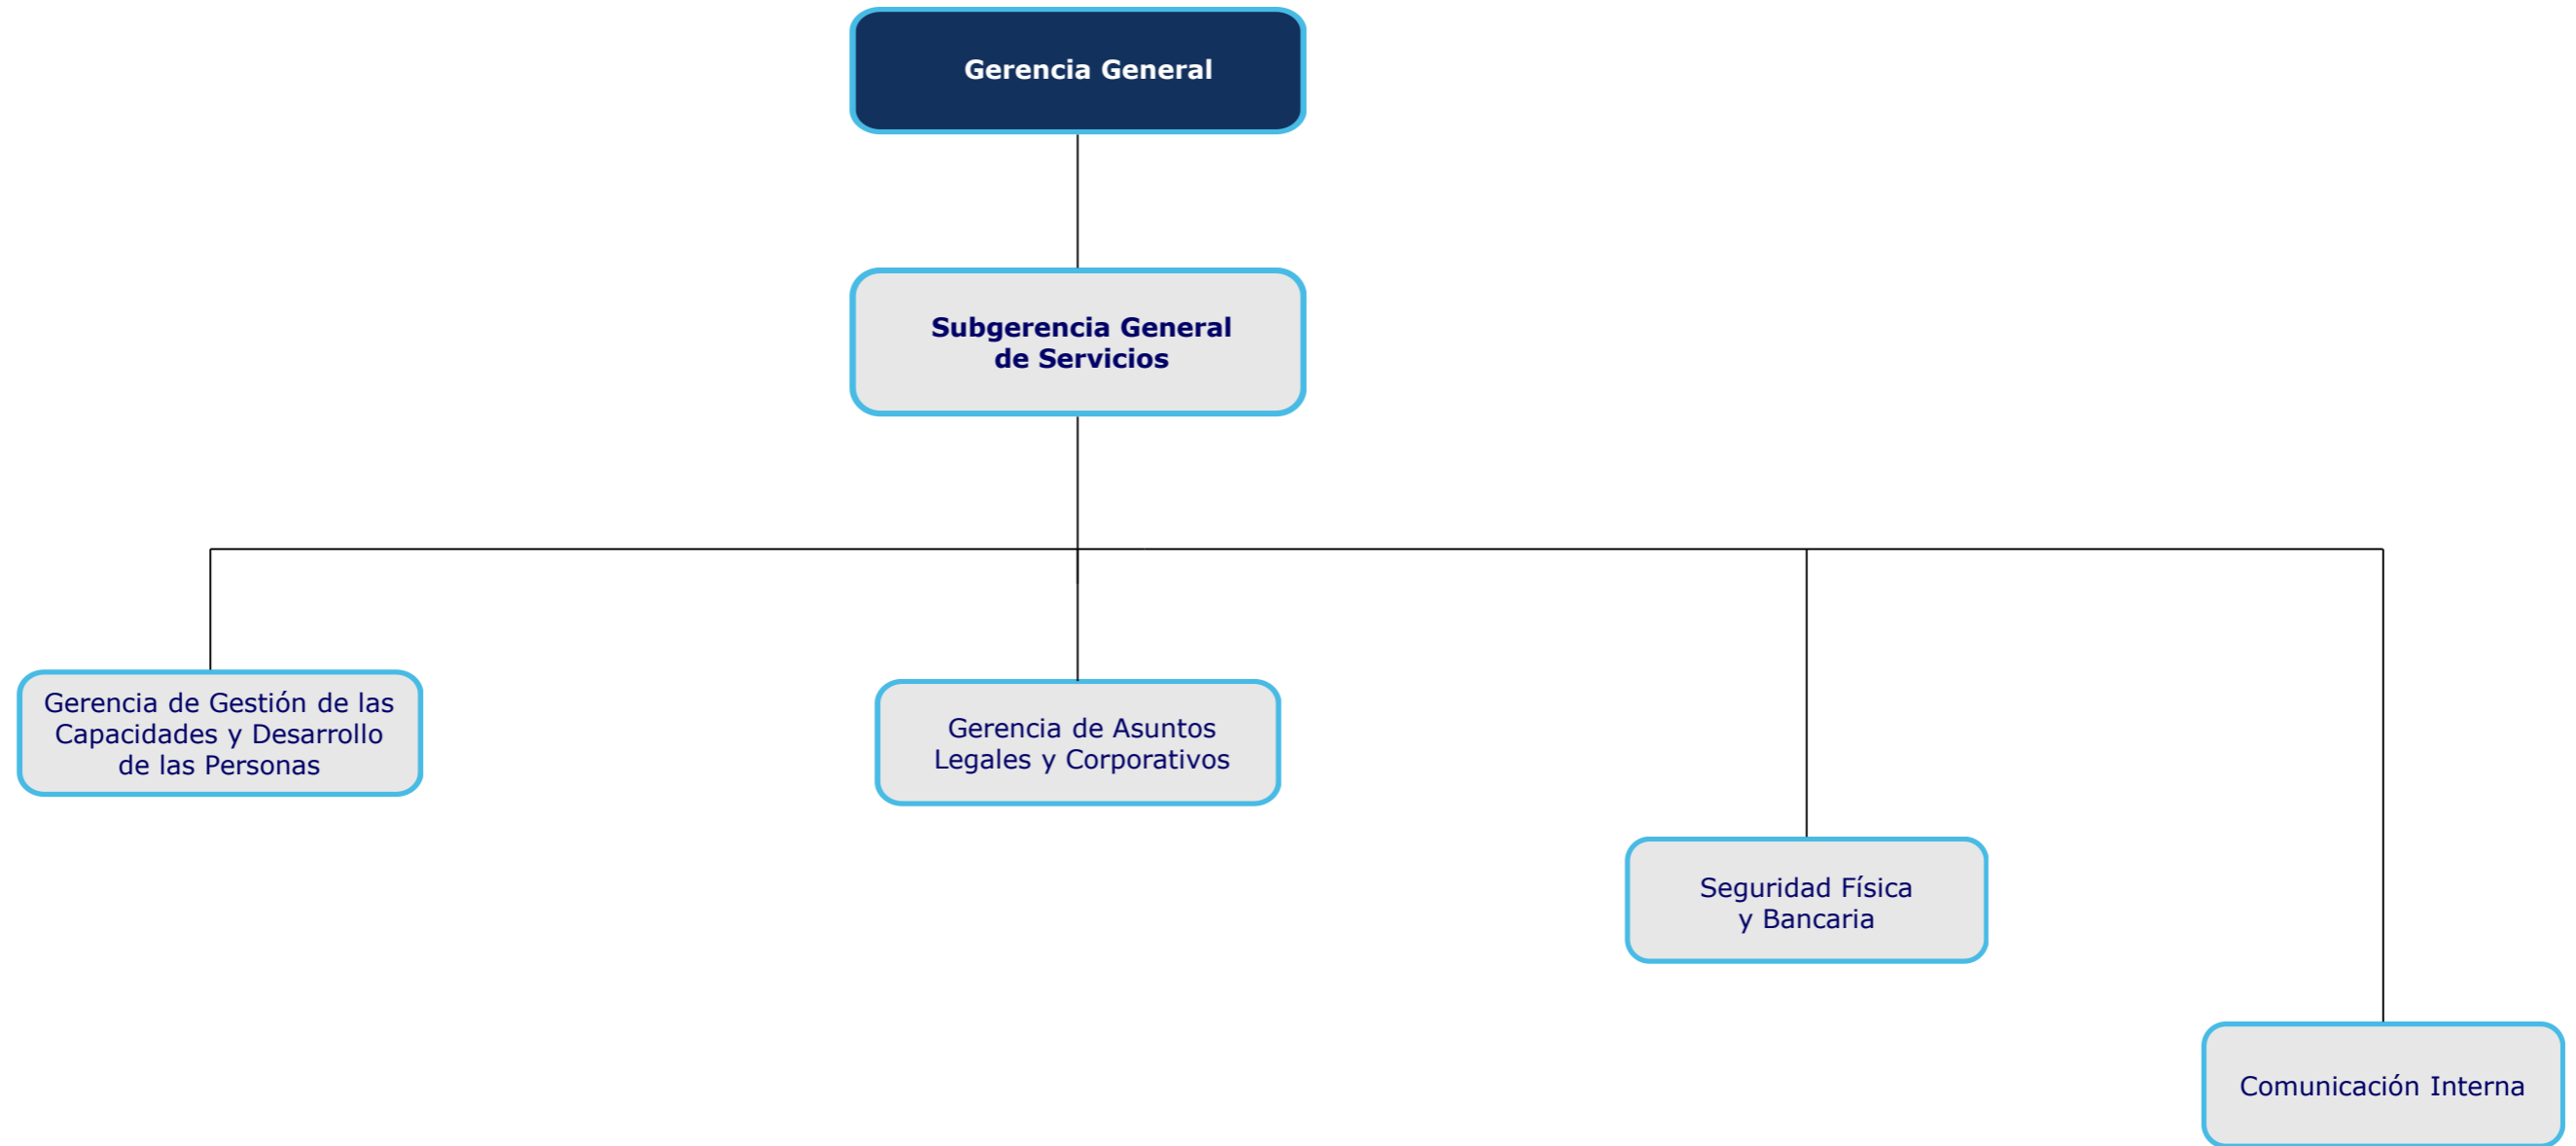 Gerencia General
Subgerencia General
de Servicios
Gerencia de Gestión de las
Capacidades y Desarrollo
de las Personas
Gerencia de Asuntos
Legales y Corporativos
Seguridad Física
y Bancaria
Comunicación Interna